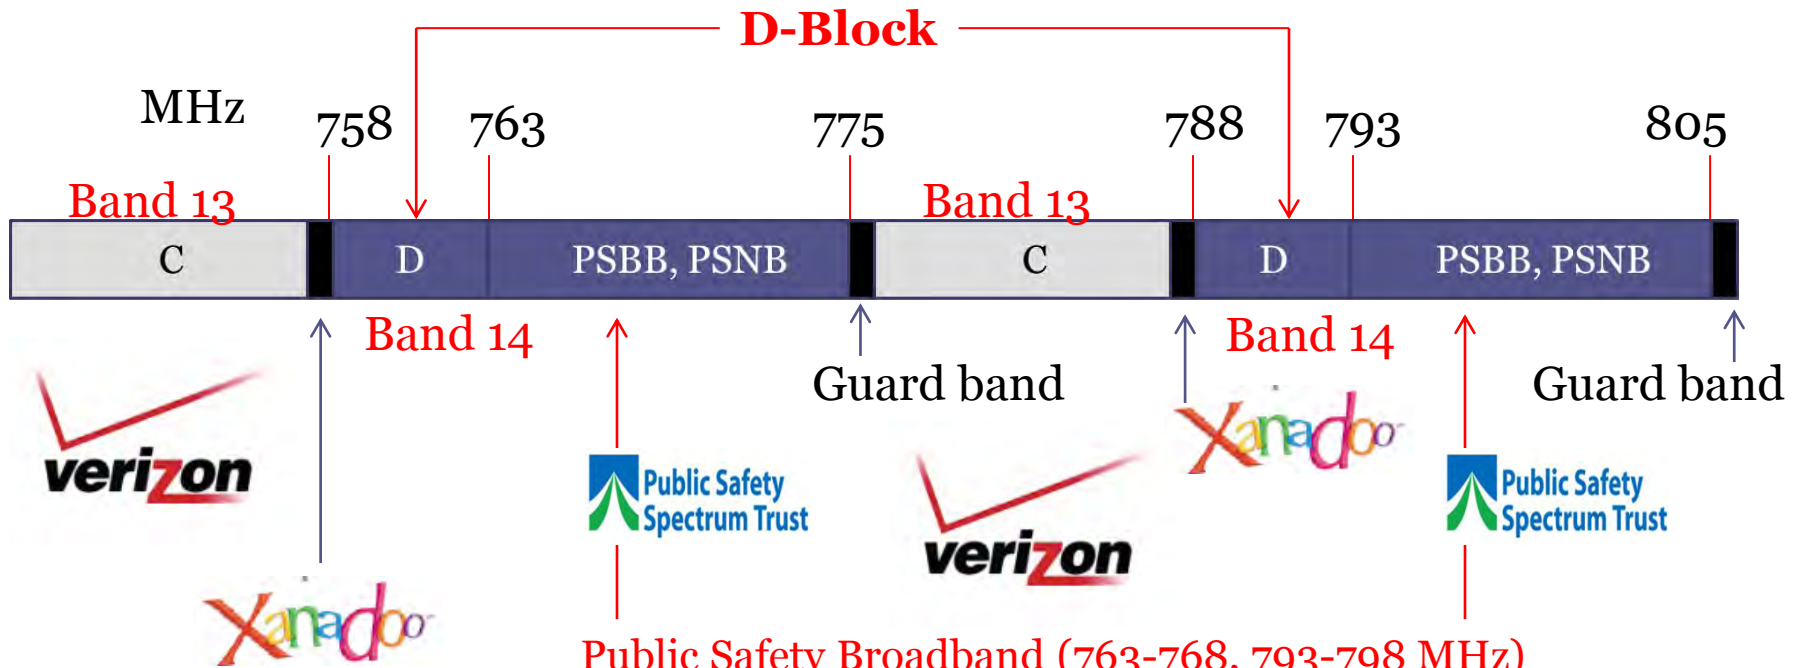 D-Block
MHz 758 763 775 788 793 805
Band 13 Band 13
C D PSBB, PSNB C D PSBB, PSNB
Band 14 Band 14
Guard band Guard band
Xanadoo
verizon Public Safety Public Safety
Spectrum Trust Spectrum Trust
verizon
Xanadoo
Public Safety Broadband (763-768, 793-798 MHz)